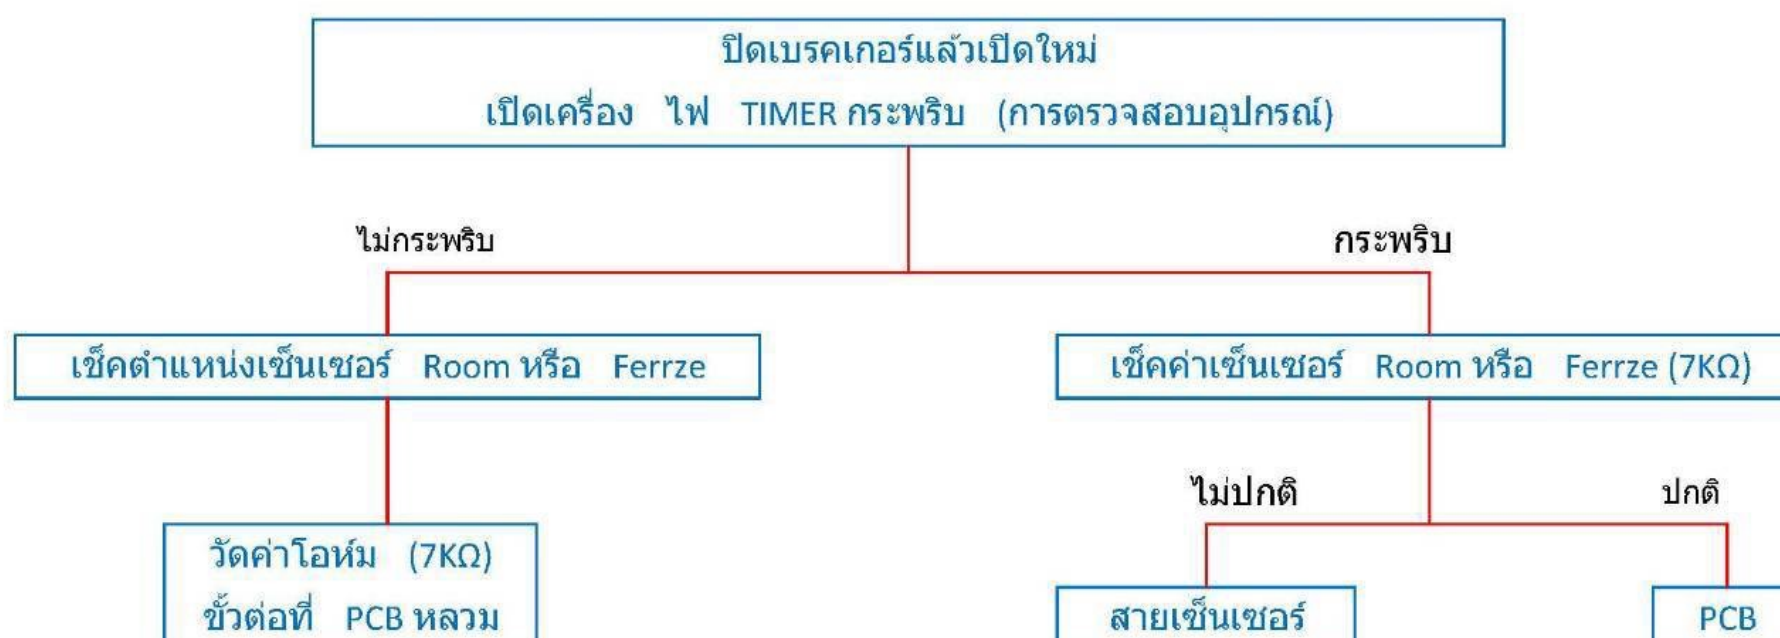 ปิดเบรคเกอร์แล้วเปิดใหม่
เปิดเครื่อง ไฟ TIMER กระพริบ (การตรวจสอบอุปกรณ์)
ไม่กระพริบ
กระพริบ
เช็คตำแหน่งเซ็นเซอร์ Room หรือ Ferrze
เช็คค่าเซ็นเซอร์ Room หรือ Ferrze (7KΩ)
ไม่ปกติ
ปกติ
วัดค่าโอห์ม (7KΩ)
ขั้วต่อที่ PCB หลวม
สายเซ็นเซอร์
PCB